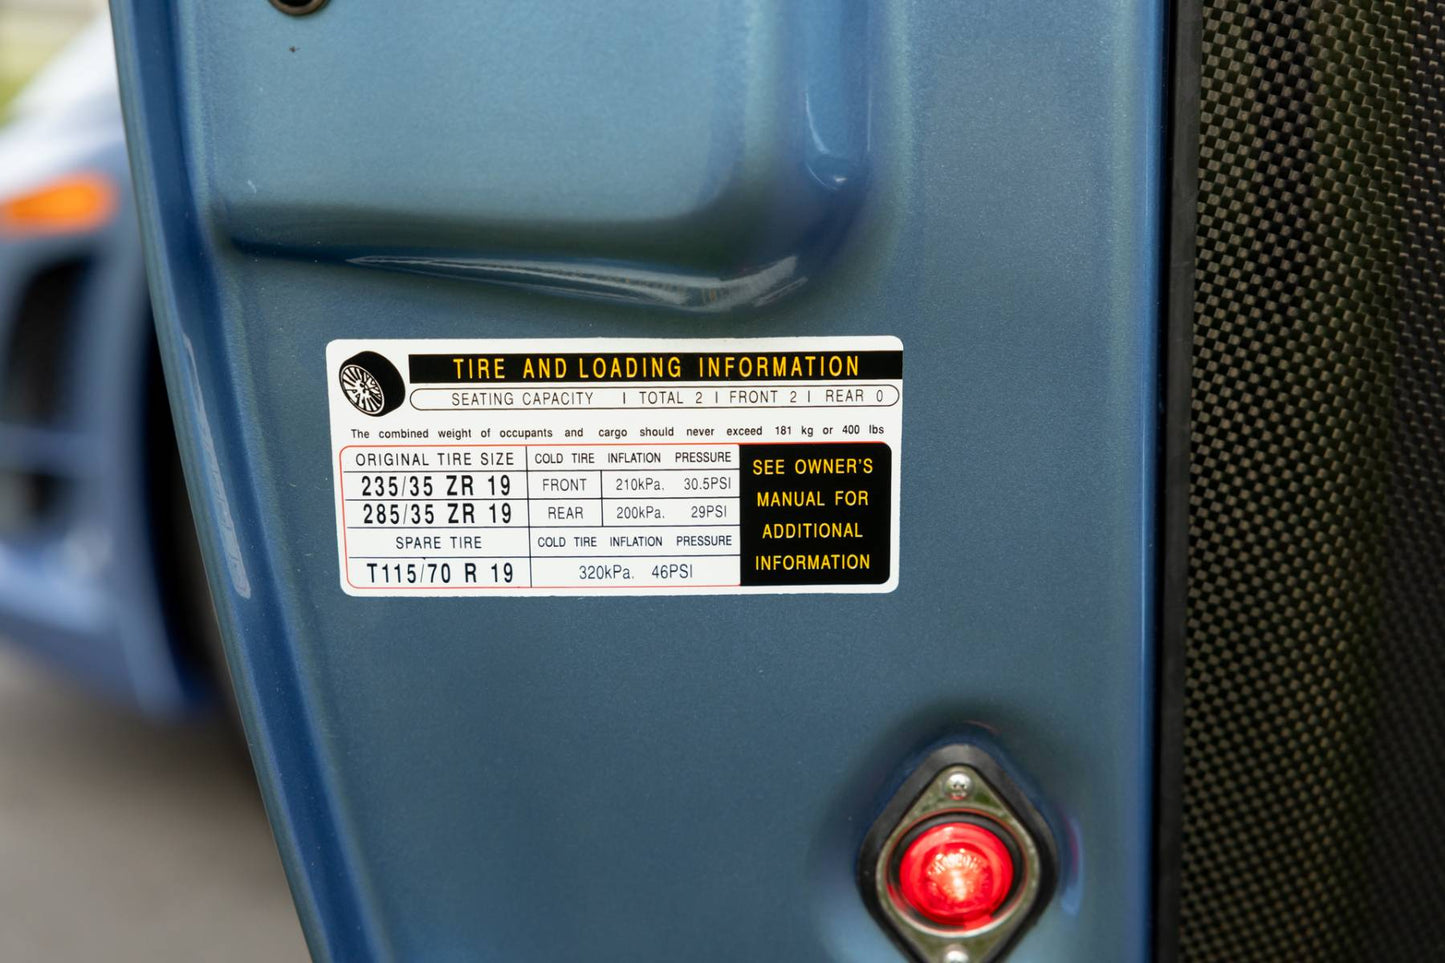 TIRE AND LOADING INFORMATION
SEATING CAPACITY | TOTAL 2 | FRONT 2 | REAR 0
The combined weight of occupants and cargo should never exceed 181 kg or 400 lbs
ORIGINAL TIRE SIZE COLD TIRE INFLATION PRESSURE
235/35 ZR 19 FRONT 210kPa. 30.5PSI
285/35 ZR 19 REAR 200kPa. 29PSI
SPARE TIRE COLD TIRE INFLATION PRESSURE
T115/70 R 19 320kPa. 46PSI
SEE OWNER'S
MANUAL FOR
ADDITIONAL
INFORMATION